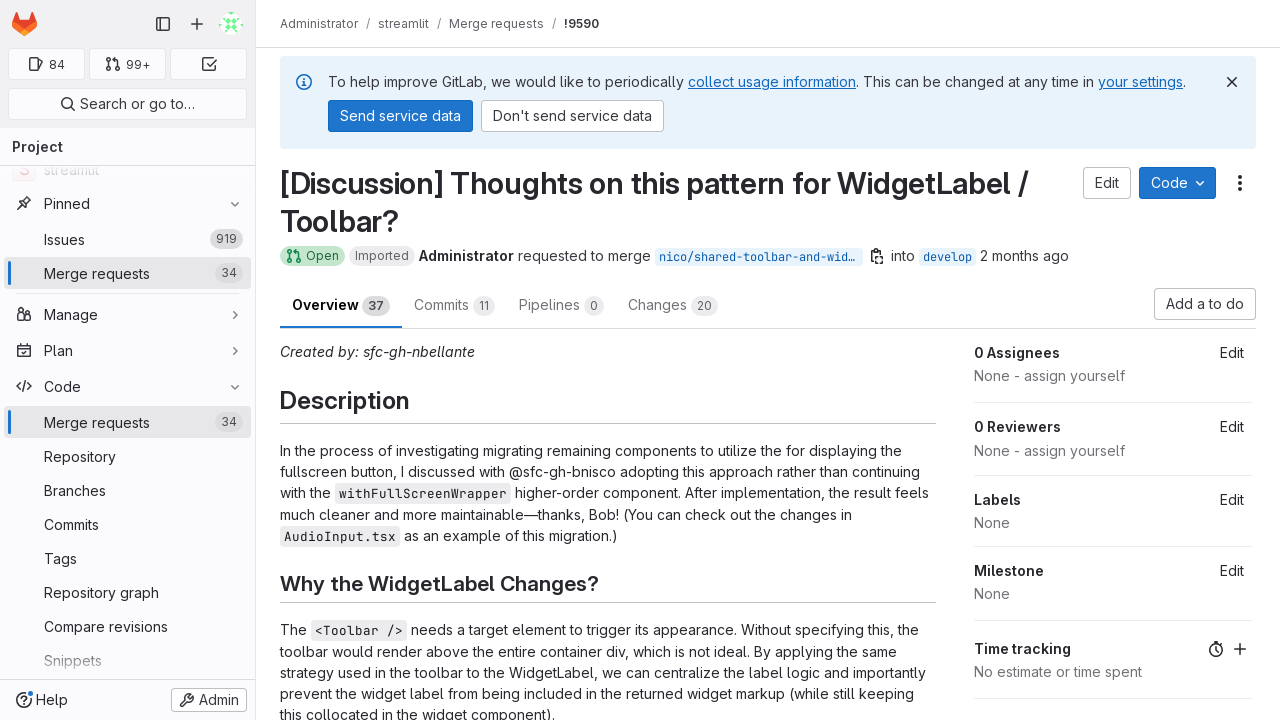 Administrator / streamlit / Merge requests / !9590
84
99+
Search or go to…
Project
S streamlit
Pinned
Issues 919
Merge requests 34
Manage
Plan
Code
Merge requests 34
Repository
Branches
Commits
Tags
Repository graph
Compare revisions
Snippets
Help
Admin
To help improve GitLab, we would like to periodically collect usage information. This can be changed at any time in your settings.
Send service data
Don't send service data
[Discussion] Thoughts on this pattern for WidgetLabel /
Toolbar?
Edit
Code
Open Imported Administrator requested to merge nico/shared-toolbar-and-wid… into develop 2 months ago
Overview 37
Commits 11
Pipelines 0
Changes 20
Add a to do
Created by: sfc-gh-nbellante
Description
In the process of investigating migrating remaining components to utilize the for displaying the
fullscreen button, I discussed with @sfc-gh-bnisco adopting this approach rather than continuing
with the withFullScreenWrapper higher-order component. After implementation, the result feels
much cleaner and more maintainable—thanks, Bob! (You can check out the changes in
AudioInput.tsx as an example of this migration.)
Why the WidgetLabel Changes?
The <Toolbar /> needs a target element to trigger its appearance. Without specifying this, the
toolbar would render above the entire container div, which is not ideal. By applying the same
strategy used in the toolbar to the WidgetLabel, we can centralize the label logic and importantly
prevent the widget label from being included in the returned widget markup (while still keeping
this collocated in the widget component).
0 Assignees
Edit
None - assign yourself
0 Reviewers
Edit
None - assign yourself
Labels
Edit
None
Milestone
Edit
None
Time tracking
No estimate or time spent